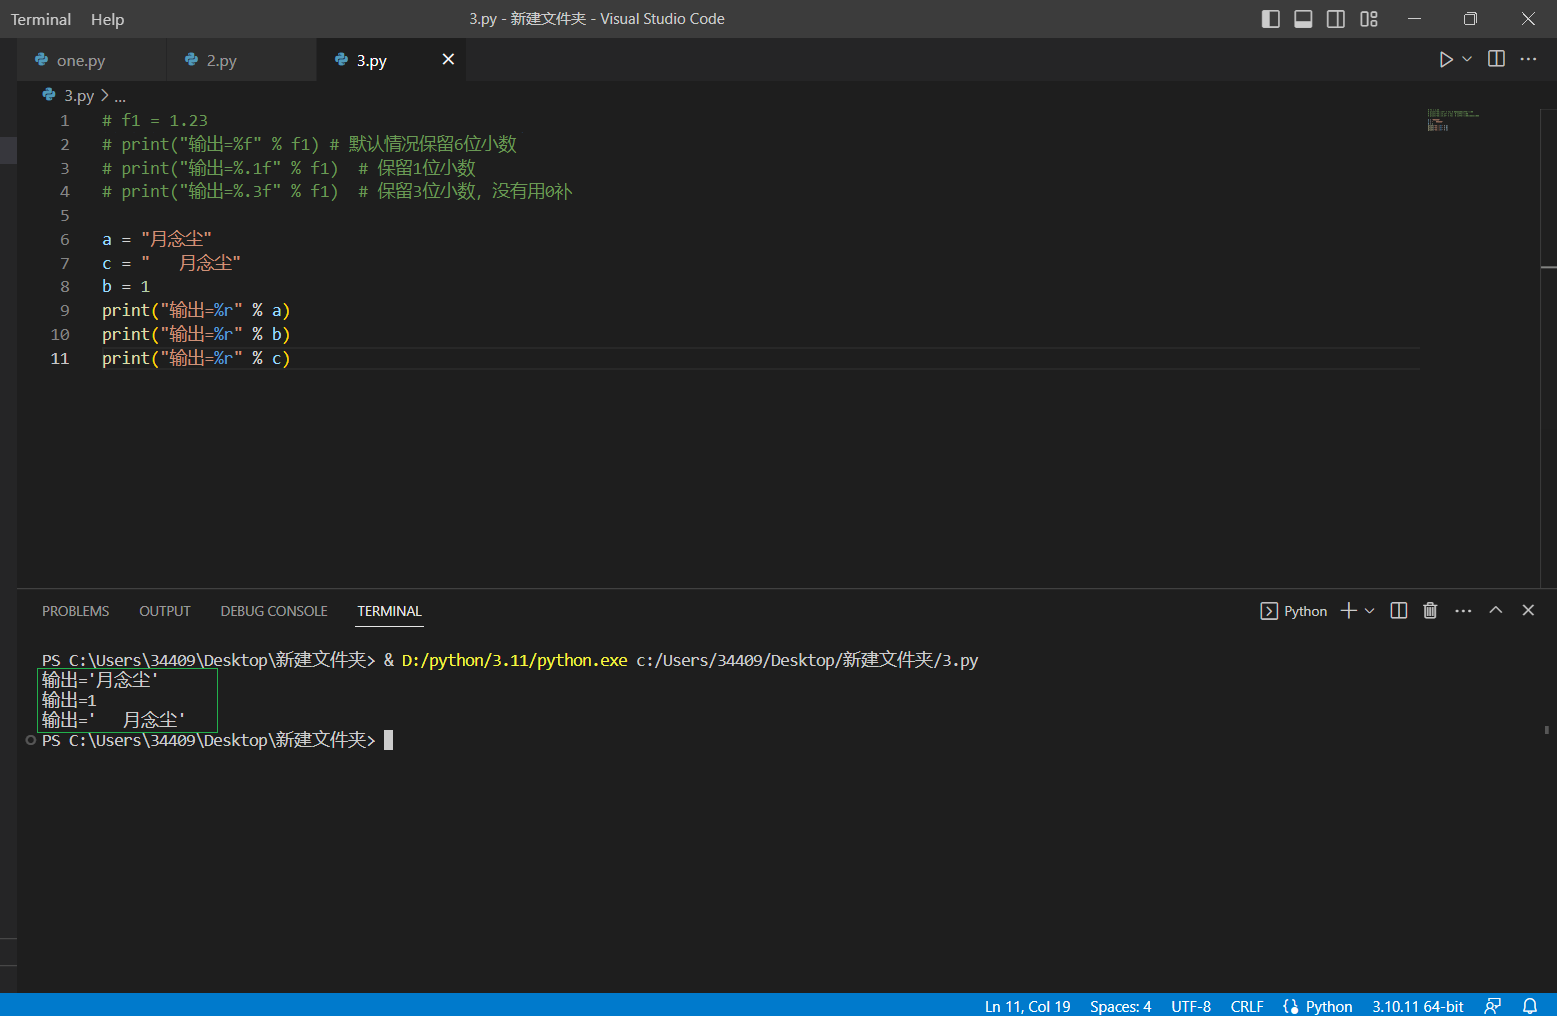 Terminal Help 3.py - 新建文件夹 - Visual Studio Code
one.py 2.py 3.py
3.py > ...
1 # f1 = 1.23
2 # print("输出=%f" % f1) # 默认情况保留6位小数
3 # print("输出=%.1f" % f1)  # 保留1位小数
4 # print("输出=%.3f" % f1)  # 保留3位小数，没有用0补
5
6 a = "月念尘"
7 c = "   月念尘"
8 b = 1
9 print("输出=%r" % a)
10 print("输出=%r" % b)
11 print("输出=%r" % c)
PROBLEMS OUTPUT DEBUG CONSOLE TERMINAL Python
PS C:\Users\34409\Desktop\新建文件夹> & D:/python/3.11/python.exe c:/Users/34409/Desktop/新建文件夹/3.py
输出='月念尘'
输出=1
输出='   月念尘'
PS C:\Users\34409\Desktop\新建文件夹>
Ln 11, Col 19 Spaces: 4 UTF-8 CRLF Python 3.10.11 64-bit